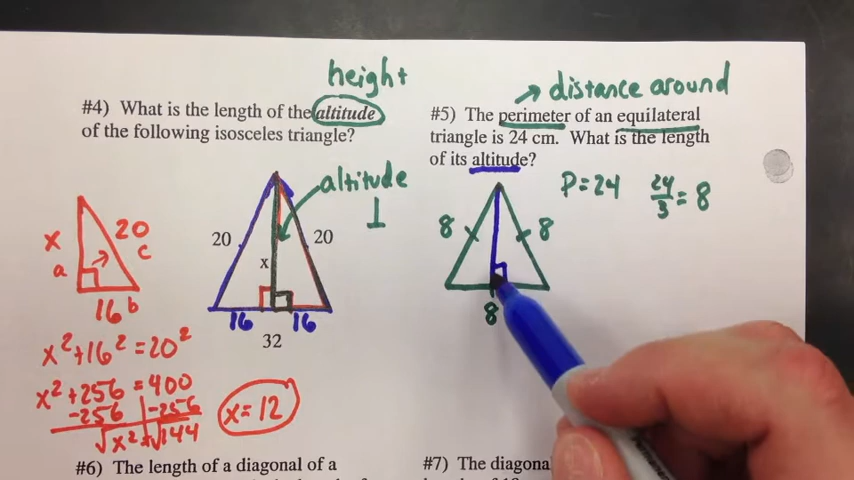 height
#4) What is the length of the altitude
of the following isosceles triangle?
altitude
⊥
20
20
x
16
16
32
x
20
a
c
16
b
x²+16²=20²
x²+256=400
-256 -256
√x²=√144
x=12
→ distance around
#5) The perimeter of an equilateral
triangle is 24 cm. What is the length
of its altitude?
P=24
24/3=8
8
8
8
#6) The length of a diagonal of a
#7) The diagona